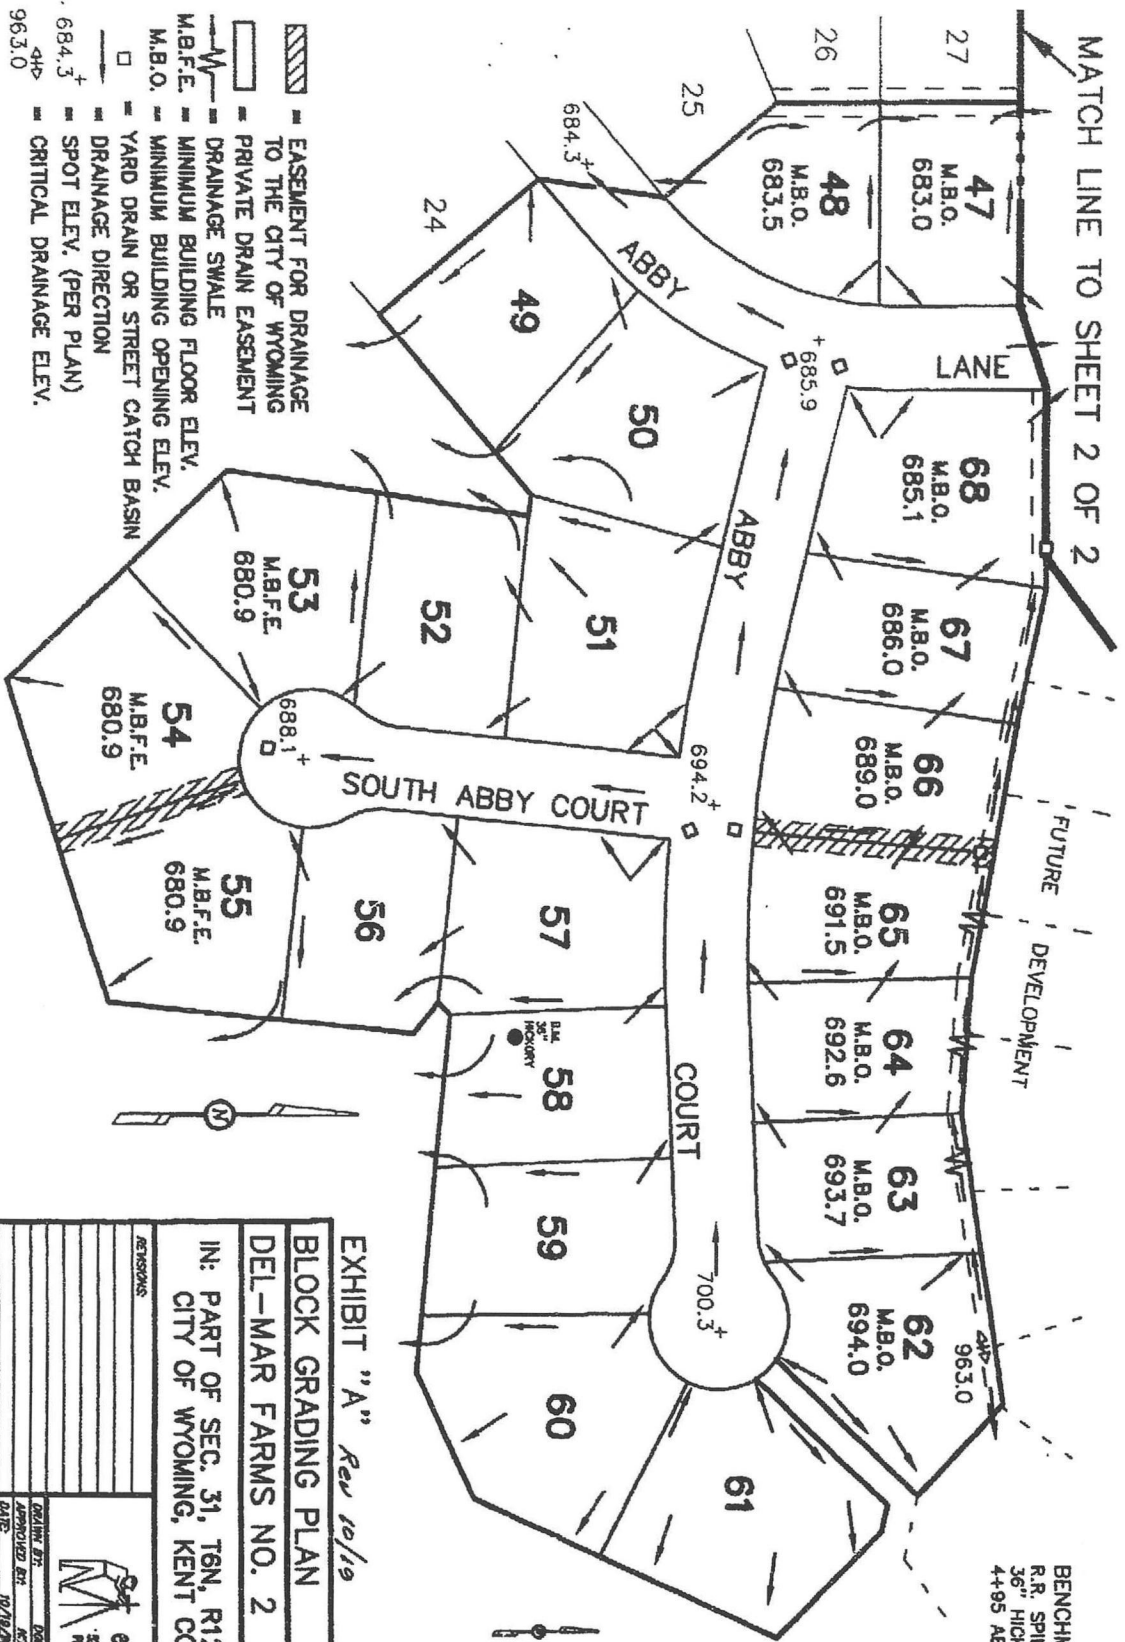 MATCH LINE TO SHEET 2 OF 2
27
26
25
24
47
M.B.O.
683.0
48
M.B.O.
683.5
684.3+
ABBY
LANE
+685.9
49
50
68
M.B.O.
685.1
67
M.B.O.
686.0
66
M.B.O.
689.0
65
M.B.O.
691.5
64
M.B.O.
692.6
63
M.B.O.
693.7
62
M.B.O.
694.0
963.0
FUTURE DEVELOPMENT
ABBY
COURT
694.2+
700.3+
51
52
53
M.B.F.E.
680.9
54
M.B.F.E.
680.9
55
M.B.F.E.
680.9
688.1+
SOUTH ABBY COURT
56
57
58
B.M.
36"
HICKORY
59
60
61
N
- EASEMENT FOR DRAINAGE
TO THE CITY OF WYOMING
- PRIVATE DRAIN EASEMENT
- DRAINAGE SWALE
M.B.F.E. - MINIMUM BUILDING FLOOR ELEV.
M.B.O. - MINIMUM BUILDING OPENING ELEV.
- YARD DRAIN OR STREET CATCH BASIN
- DRAINAGE DIRECTION
684.3+ - SPOT ELEV. (PER PLAN)
963.0 - CRITICAL DRAINAGE ELEV.
BENCHM
R.R. SPI
36" HIC
4+95 AB
EXHIBIT "A" Rev 10/19
BLOCK GRADING PLAN
DEL-MAR FARMS NO. 2
IN: PART OF SEC. 31, T6N, R12
CITY OF WYOMING, KENT CO
REVISIONS:
DRAWN BY:
APPROVED BY:
DATE: